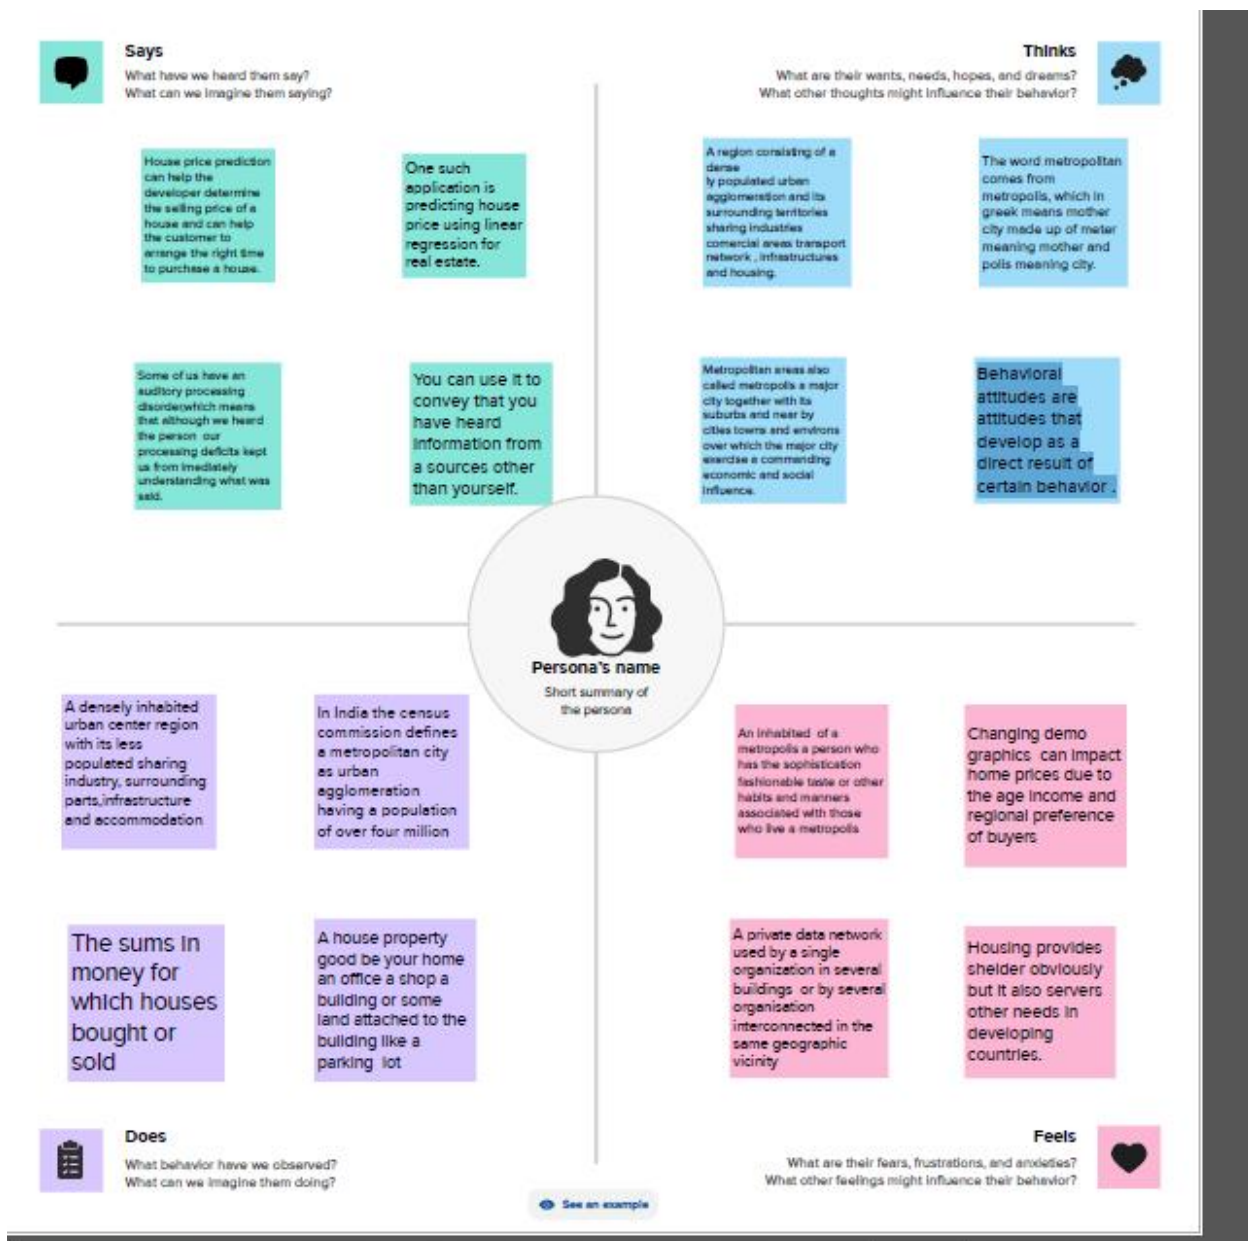 Says
What have we heard them say?
What can we imagine them saying?
Thinks
What are their wants, needs, hopes, and dreams?
What other thoughts might influence their behavior?
House price prediction
can help the
developer determine
the selling price of a
house and can help
the customer to
arrange the right time
to purchase a house.
One such
application is
predicting house
price using linear
regression for
real estate.
A region consisting of a
dense
ly populated urban
agglomeration and its
surrounding territories
sharing industries
comercial areas transport
network , infrastructures
and housing.
The word metropolitan
comes from
metropolis, which in
greek means mother
city made up of meter
meaning mother and
polis meaning city.
Some of us have an
auditory processing
disorder,which means
that although we heard
the person our
processing deficits kept
us from imediately
understanding what was
said.
You can use it to
convey that you
have heard
information from
a sources other
than yourself.
Metropolitan areas also
called metropolis a major
city together with its
suburbs and near by
cities towns and environs
over which the major city
exercise a commanding
economic and social
influence.
Behavioral
attitudes are
attitudes that
develop as a
direct result of
certain behavior .
Persona's name
Short summary of
the persona
A densely inhabited
urban center region
with its less
populated sharing
industry, surrounding
parts,infrastructure
and accommodation
In India the census
commission defines
a metropolitan city
as urban
agglomeration
having a population
of over four million
An inhabited of a
metropolis a person who
has the sophistication
fashionable taste or other
habits and manners
associated with those
who live a metropolis
Changing demo
graphics can impact
home prices due to
the age income and
regional preference
of buyers
The sums in
money for
which houses
bought or
sold
A house property
good be your home
an office a shop a
building or some
land attached to the
building like a
parking lot
A private data network
used by a single
organization in several
buildings or by several
organisation
interconnected in the
same geographic
vicinity
Housing provides
shelder obviously
but it also servers
other needs in
developing
countries.
Does
What behavior have we observed?
What can we imagine them doing?
Feels
What are their fears, frustrations, and anxieties?
What other feelings might influence their behavior?
See an example